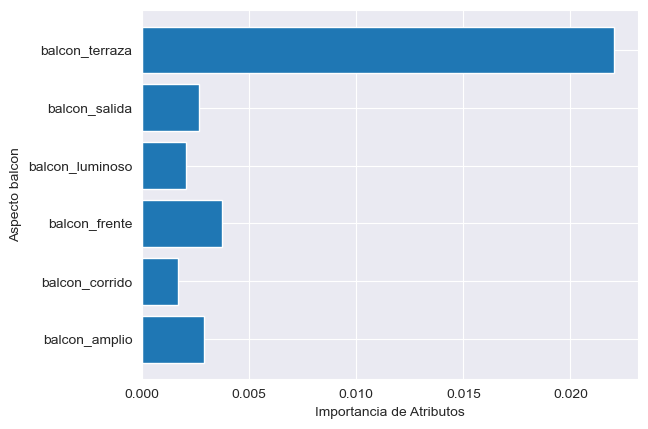 balcon_terraza
balcon_salida
balcon_luminoso
balcon_frente
balcon_corrido
balcon_amplio
Aspecto balcon
0.000 0.005 0.010 0.015 0.020
Importancia de Atributos